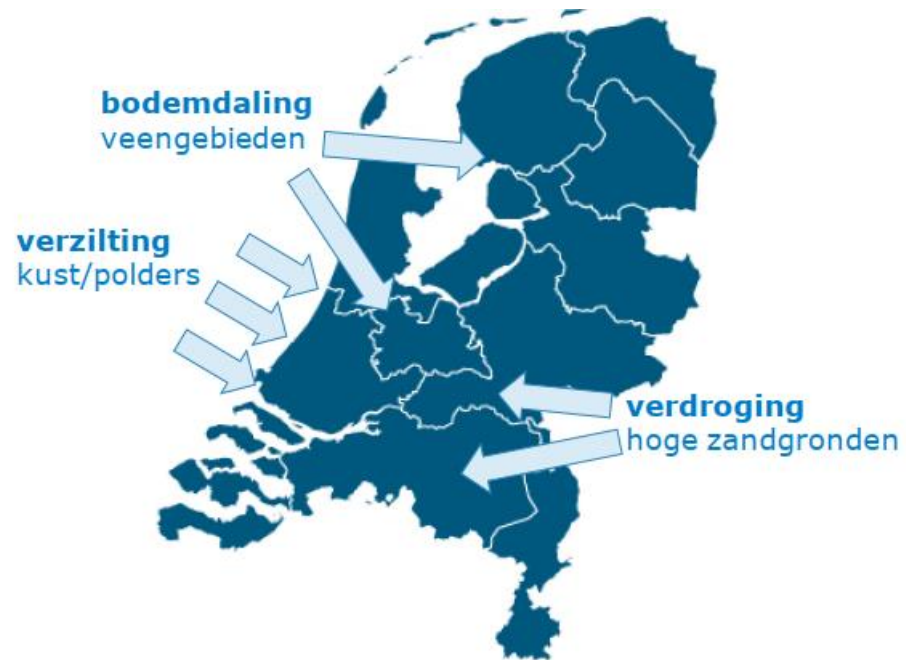 bodemdaling
veengebieden
verzilting
kust/polders
verdroging
hoge zandgronden